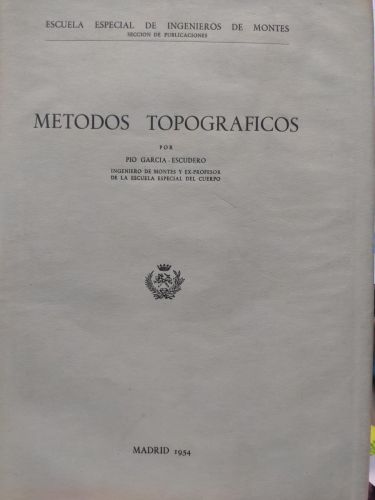 ESCUELA ESPECIAL DE INGENIEROS DE MONTES
SECCION DE PUBLICACIONES
METODOS TOPOGRAFICOS
POR
PIO GARCIA-ESCUDERO
INGENIERO DE MONTES Y EX-PROFESOR
DE LA ESCUELA ESPECIAL DEL CUERPO
MADRID 1954